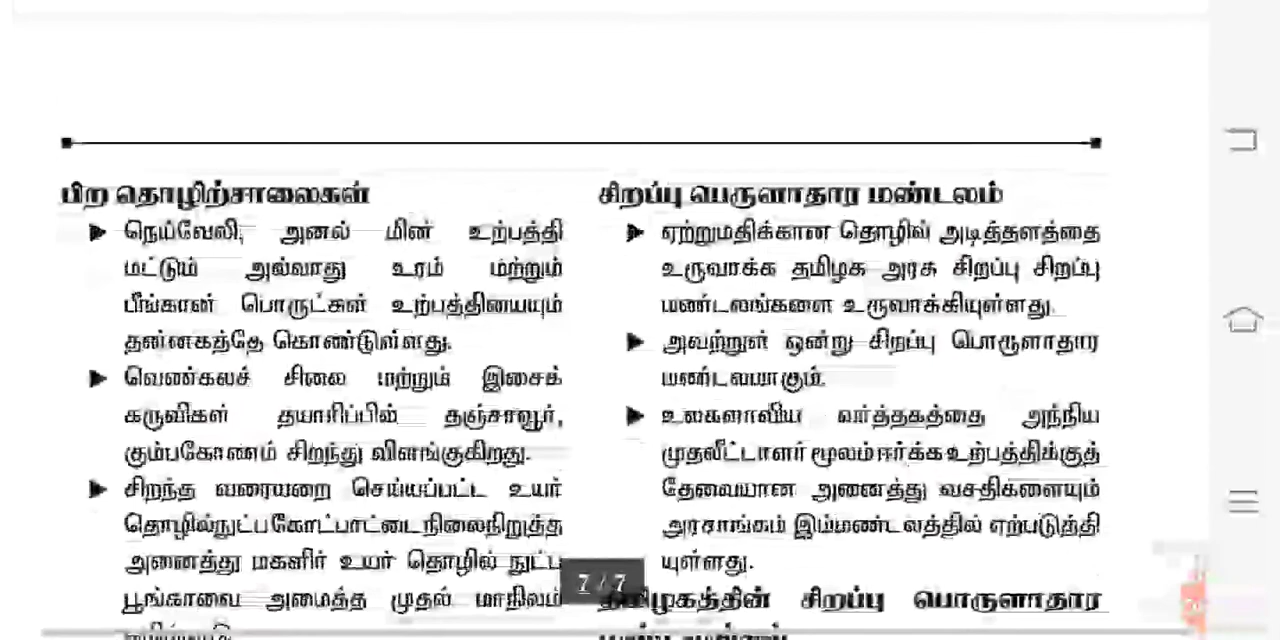 பிற தொழிற்சாலைகள்
நெய்வேலி, அனல் மின் உற்பத்தி
மட்டும் அல்லாது உரம் மற்றும்
பீங்கான் பொருட்கள் உற்பத்தியையும்
தன்னகத்தே கொண்டுள்ளது.
வெண்கலச் சிலை மற்றும் இசைக்
கருவிகள் தயாரிப்பில் தஞ்சாவூர்,
கும்பகோணம் சிறந்து விளங்குகிறது.
சிறந்த வரையறை செய்யப்பட்ட உயர்
தொழில்நுட்பகோட்பாட்டை நிலைநிறுத்த
அனைத்து மகளிர் உயர் தொழில் நுட்ப
பூங்காவை அமைத்த முதல் மாநிலம்
சிறப்பு பெருளாதார மண்டலம்
ஏற்றுமதிக்கான தொழில் அடித்தளத்தை
உருவாக்க தமிழக அரசு சிறப்பு சிறப்பு
மண்டலங்களை உருவாக்கியுள்ளது.
அவற்றுள் ஒன்று சிறப்பு பொருளாதார
மண்டலமாகும்.
உலகளாவிய வர்த்தகத்தை அந்நிய
முதலீட்டாளர் மூலம் ஈர்க்க உற்பத்திக்குத்
தேவையான அனைத்து வசதிகளையும்
அரசாங்கம் இம்மண்டலத்தில் ஏற்படுத்தி
யுள்ளது.
தமிழகத்தின் சிறப்பு பொருளாதார
7 / 7